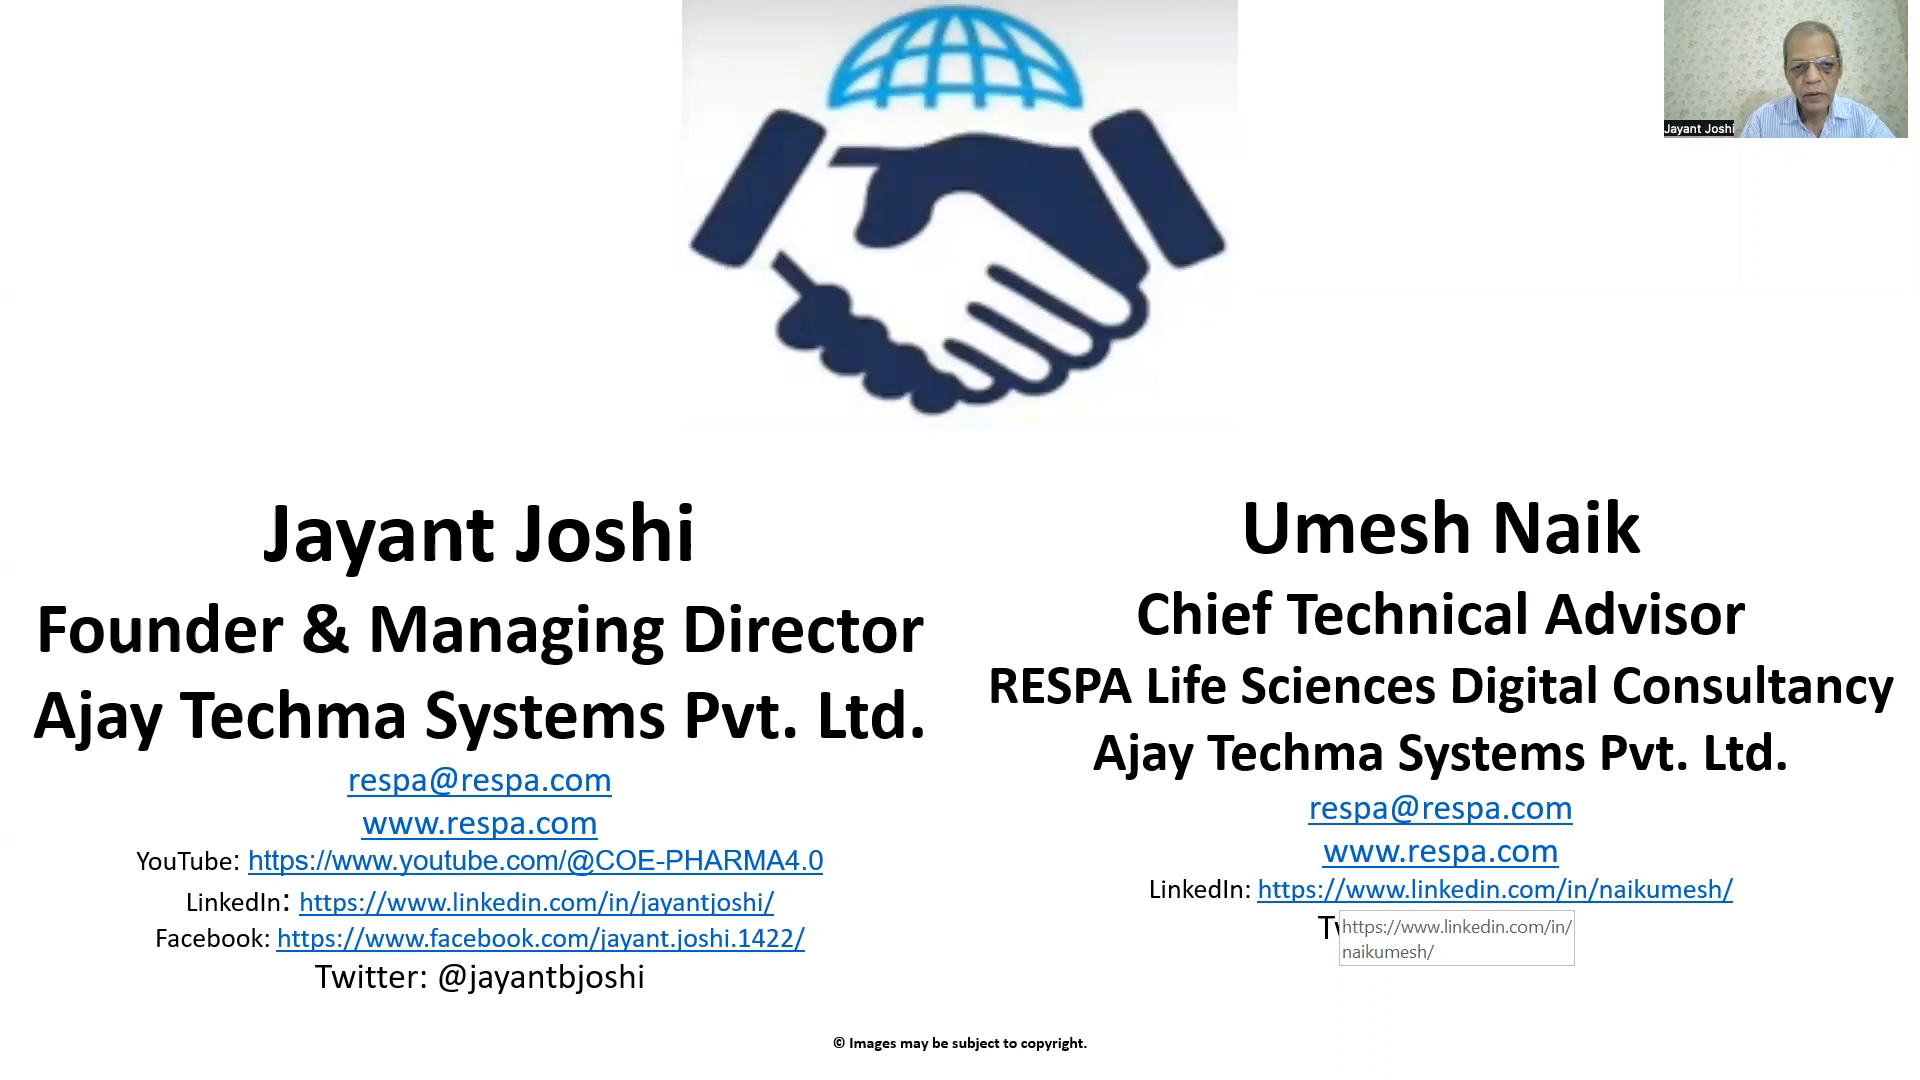 Jayant Joshi
Jayant Joshi
Founder & Managing Director
Ajay Techma Systems Pvt. Ltd.
respa@respa.com
www.respa.com
YouTube: https://www.youtube.com/@COE-PHARMA4.0
LinkedIn: https://www.linkedin.com/in/jayantjoshi/
Facebook: https://www.facebook.com/jayant.joshi.1422/
Twitter: @jayantbjoshi
Umesh Naik
Chief Technical Advisor
RESPA Life Sciences Digital Consultancy
Ajay Techma Systems Pvt. Ltd.
respa@respa.com
www.respa.com
LinkedIn: https://www.linkedin.com/in/naikumesh/
https://www.linkedin.com/in/
naikumesh/
© Images may be subject to copyright.